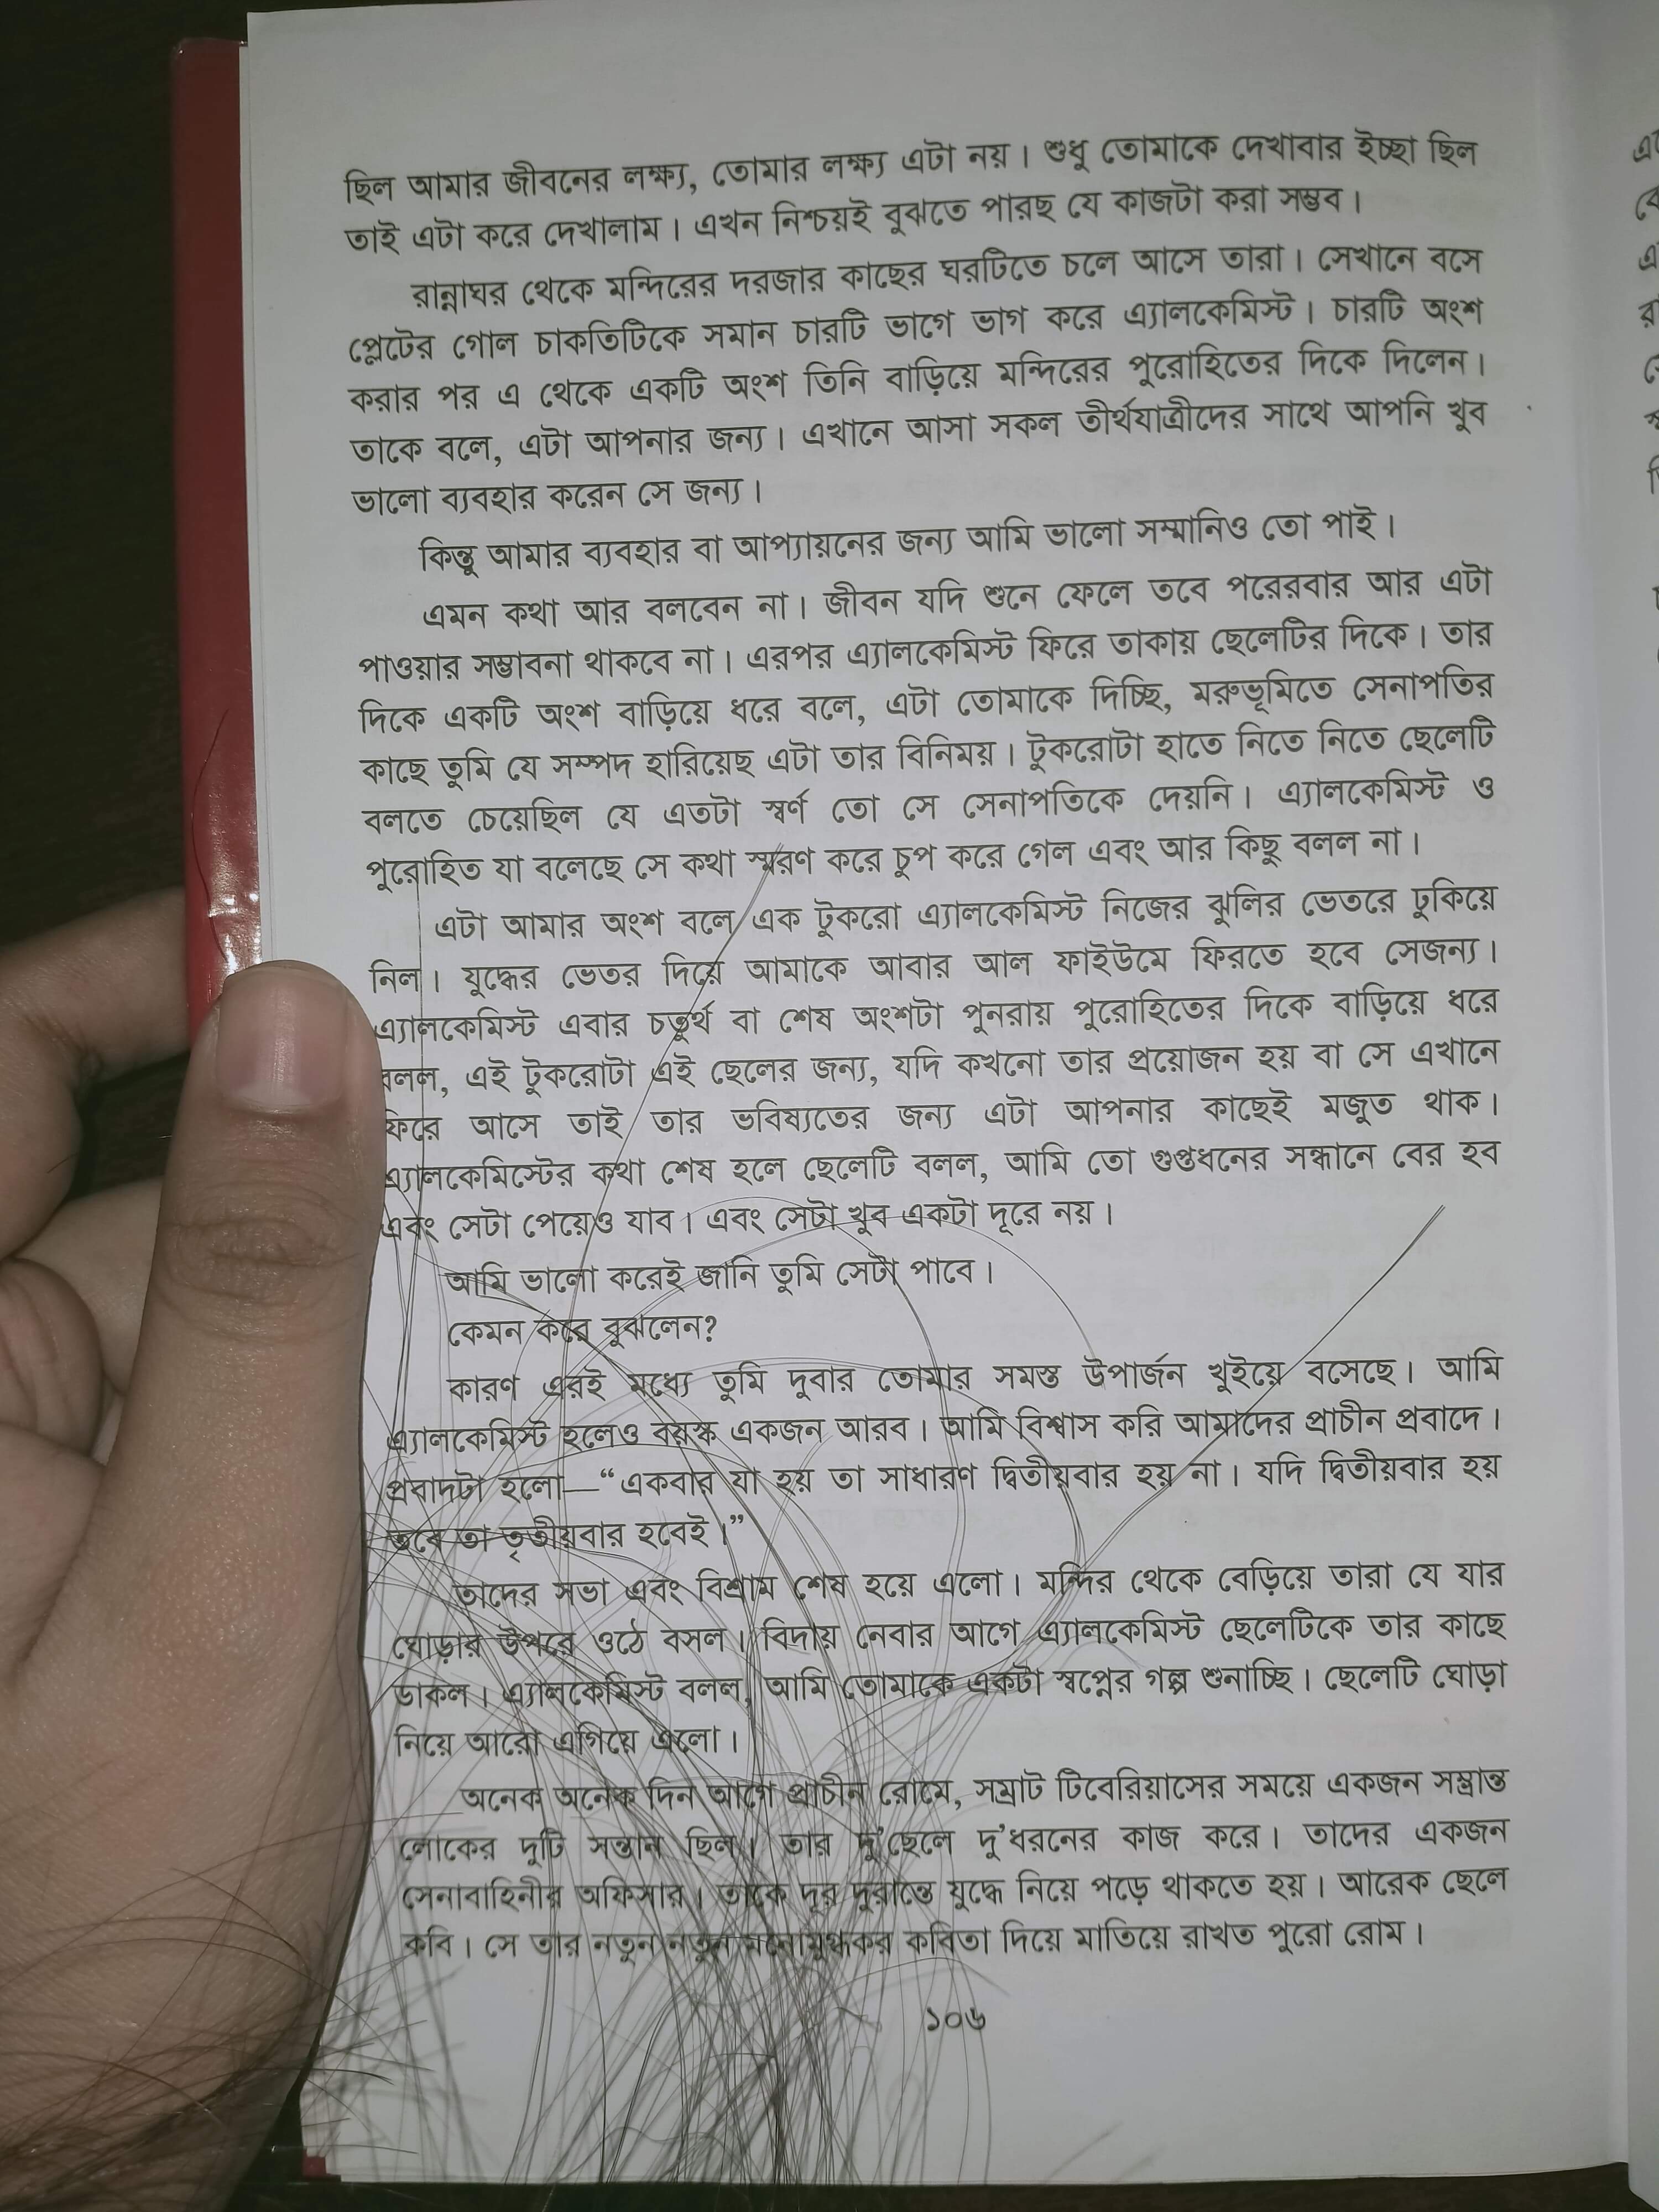 ছিল আমার জীবনের লক্ষ্য, তোমার লক্ষ্য এটা নয়। শুধু তোমাকে দেখাবার ইচ্ছা ছিল
তাই এটা করে দেখালাম। এখন নিশ্চয়ই বুঝতে পারছ যে কাজটা করা সম্ভব।
রান্নাঘর থেকে মন্দিরের দরজার কাছের ঘরটিতে চলে আসে তারা। সেখানে বসে
প্লেটের গোল চাকতিটিকে সমান চারটি ভাগে ভাগ করে এ্যালকেমিস্ট। চারটি অংশ
করার পর এ থেকে একটি অংশ তিনি বাড়িয়ে মন্দিরের পুরোহিতের দিকে দিলেন।
তাকে বলে, এটা আপনার জন্য। এখানে আসা সকল তীর্থযাত্রীদের সাথে আপনি খুব
ভালো ব্যবহার করেন সে জন্য।
কিন্তু আমার ব্যবহার বা আপ্যায়নের জন্য আমি ভালো সম্মানিও তো পাই।
এমন কথা আর বলবেন না। জীবন যদি শুনে ফেলে তবে পরেরবার আর এটা
পাওয়ার সম্ভাবনা থাকবে না। এরপর এ্যালকেমিস্ট ফিরে তাকায় ছেলেটির দিকে। তার
দিকে একটি অংশ বাড়িয়ে ধরে বলে, এটা তোমাকে দিচ্ছি, মরুভূমিতে সেনাপতির
কাছে তুমি যে সম্পদ হারিয়েছ এটা তার বিনিময়। টুকরোটা হাতে নিতে নিতে ছেলেটি
বলতে চেয়েছিল যে এতটা স্বর্ণ তো সে সেনাপতিকে দেয়নি। এ্যালকেমিস্ট ও
পুরোহিত যা বলেছে সে কথা স্মরণ করে চুপ করে গেল এবং আর কিছু বলল না।
এটা আমার অংশ বলে এক টুকরো এ্যালকেমিস্ট নিজের ঝুলির ভেতরে ঢুকিয়ে
নিল। যুদ্ধের ভেতর দিয়ে আমাকে আবার আল ফাইউমে ফিরতে হবে সেজন্য।
এ্যালকেমিস্ট এবার চতুর্থ বা শেষ অংশটা পুনরায় পুরোহিতের দিকে বাড়িয়ে ধরে
বলল, এই টুকরোটা এই ছেলের জন্য, যদি কখনো তার প্রয়োজন হয় বা সে এখানে
ফিরে আসে তাই তার ভবিষ্যতের জন্য এটা আপনার কাছেই মজুত থাক।
এ্যালকেমিস্টের কথা শেষ হলে ছেলেটি বলল, আমি তো গুপ্তধনের সন্ধানে বের হব
এবং সেটা পেয়েও যাব। এবং সেটা খুব একটা দূরে নয়।
আমি ভালো করেই জানি তুমি সেটা পাবে।
কেমন করে বুঝলেন?
কারণ এরই মধ্যে তুমি দুবার তোমার সমস্ত উপার্জন খুইয়ে বসেছে। আমি
এ্যালকেমিস্ট হলেও বয়স্ক একজন আরব। আমি বিশ্বাস করি আমাদের প্রাচীন প্রবাদে।
প্রবাদটা হলো—“একবার যা হয় তা সাধারণ দ্বিতীয়বার হয় না। যদি দ্বিতীয়বার হয়
তবে তা তৃতীয়বার হবেই।”
তাদের সভা এবং বিশ্রাম শেষ হয়ে এলো। মন্দির থেকে বেড়িয়ে তারা যে যার
ঘোড়ার উপরে ওঠে বসল। বিদায় নেবার আগে এ্যালকেমিস্ট ছেলেটিকে তার কাছে
ডাকল। এ্যালকেমিস্ট বলল, আমি তোমাকে একটা স্বপ্নের গল্প শুনাচ্ছি। ছেলেটি ঘোড়া
নিয়ে আরো এগিয়ে এলো।
অনেক অনেক দিন আগে প্রাচীন রোমে, সম্রাট টিবেরিয়াসের সময়ে একজন সম্ভ্রান্ত
লোকের দুটি সন্তান ছিল। তার দু’ছেলে দু’ধরনের কাজ করে। তাদের একজন
সেনাবাহিনীর অফিসার। তাকে দূর দুরান্তে যুদ্ধে নিয়ে পড়ে থাকতে হয়। আরেক ছেলে
কবি। সে তার নতুন নতুন মনোমুগ্ধকর কবিতা দিয়ে মাতিয়ে রাখত পুরো রোম।
১০৬